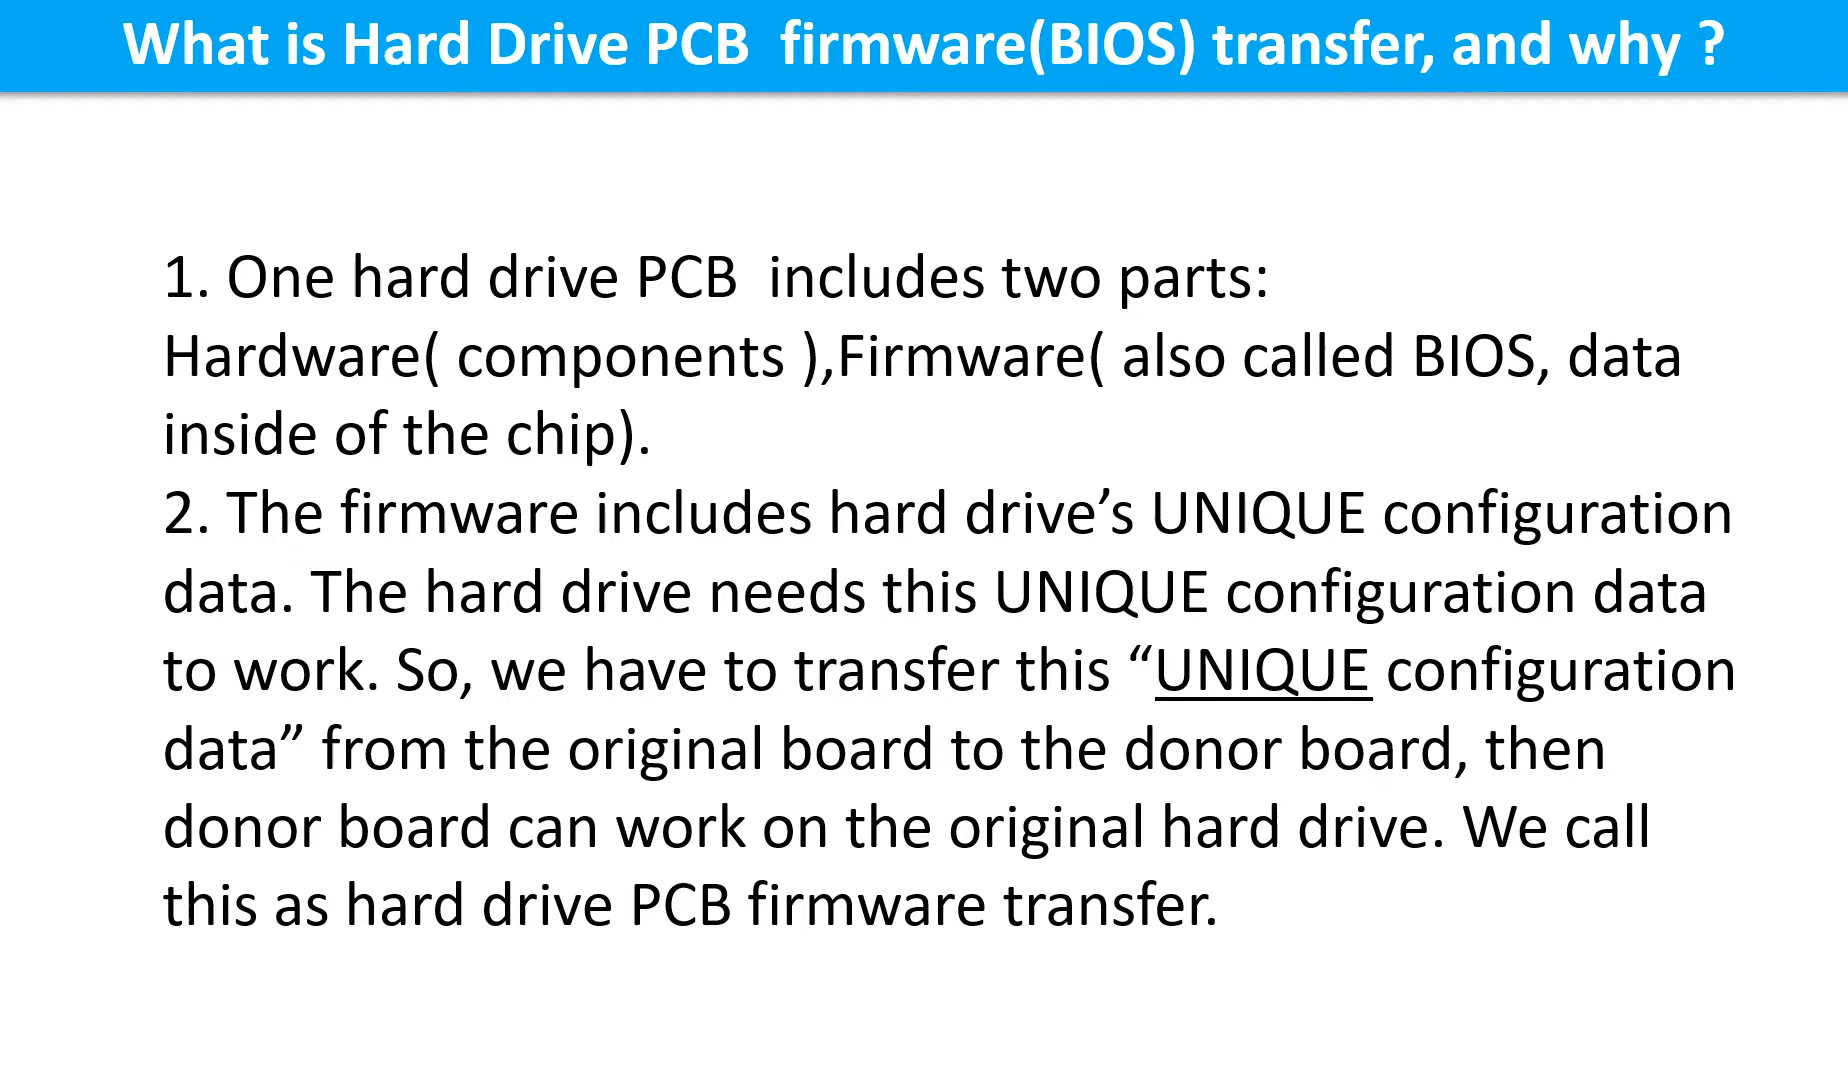 What is Hard Drive PCB  firmware(BIOS) transfer, and why ?
1. One hard drive PCB  includes two parts:
Hardware( components ),Firmware( also called BIOS, data
inside of the chip).
2. The firmware includes hard drive’s UNIQUE configuration
data. The hard drive needs this UNIQUE configuration data
to work. So, we have to transfer this “UNIQUE configuration
data” from the original board to the donor board, then
donor board can work on the original hard drive. We call
this as hard drive PCB firmware transfer.